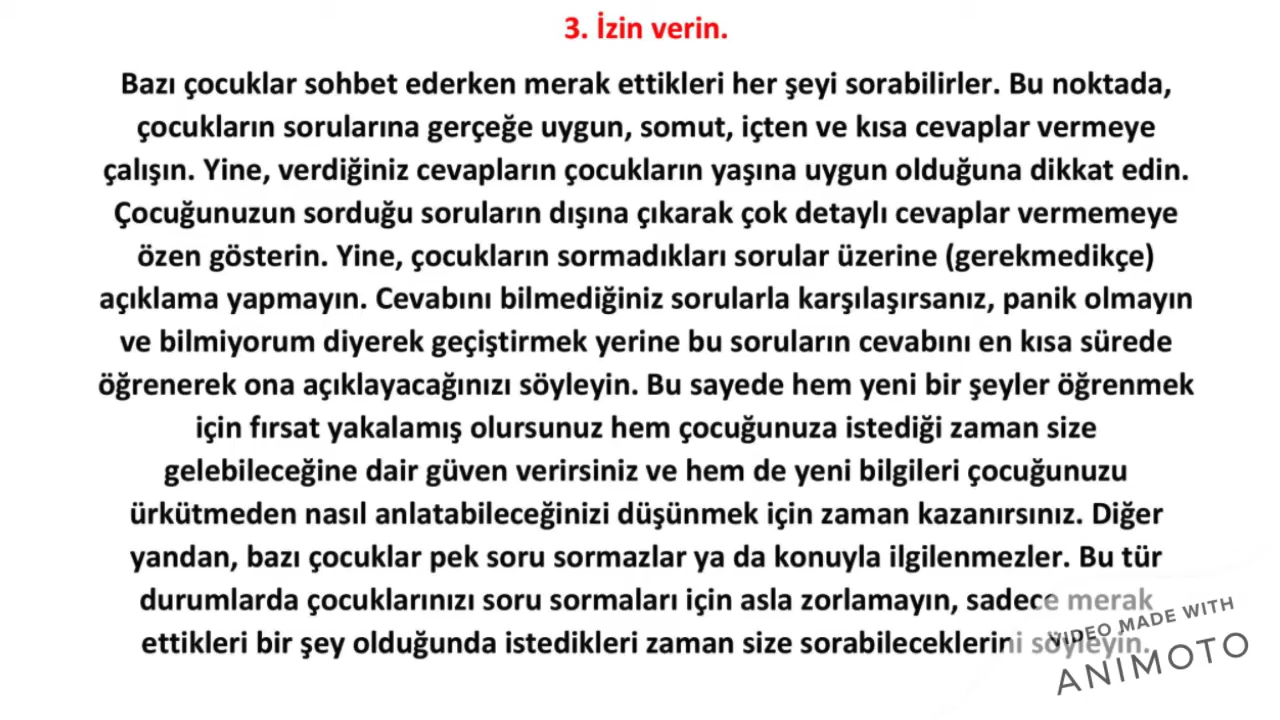 3. İzin verin.
Bazı çocuklar sohbet ederken merak ettikleri her şeyi sorabilirler. Bu noktada,
çocukların sorularına gerçeğe uygun, somut, içten ve kısa cevaplar vermeye
çalışın. Yine, verdiğiniz cevapların çocukların yaşına uygun olduğuna dikkat edin.
Çocuğunuzun sorduğu soruların dışına çıkarak çok detaylı cevaplar vermemeye
özen gösterin. Yine, çocukların sormadıkları sorular üzerine (gerekmedikçe)
açıklama yapmayın. Cevabını bilmediğiniz sorularla karşılaşırsanız, panik olmayın
ve bilmiyorum diyerek geçiştirmek yerine bu soruların cevabını en kısa sürede
öğrenerek ona açıklayacağınızı söyleyin. Bu sayede hem yeni bir şeyler öğrenmek
için fırsat yakalamış olursunuz hem çocuğunuza istediği zaman size
gelebileceğine dair güven verirsiniz ve hem de yeni bilgileri çocuğunuzu
ürkütmeden nasıl anlatabileceğinizi düşünmek için zaman kazanırsınız. Diğer
yandan, bazı çocuklar pek soru sormazlar ya da konuyla ilgilenmezler. Bu tür
durumlarda çocuklarınızı soru sormaları için asla zorlamayın, sadece merak
ettikleri bir şey olduğunda istedikleri zaman size sorabileceklerini söyleyin.
VIDEO MADE WITH
ANIMOTO